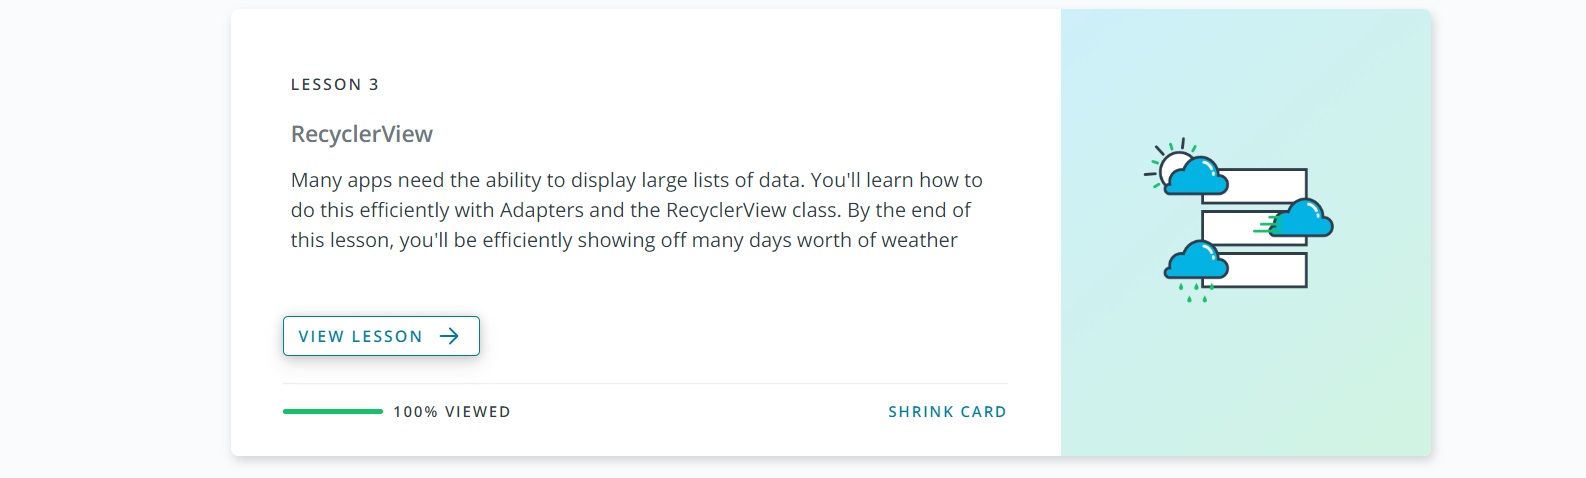 LESSON 3
RecyclerView
Many apps need the ability to display large lists of data. You'll learn how to
do this efficiently with Adapters and the RecyclerView class. By the end of
this lesson, you'll be efficiently showing off many days worth of weather
VIEW LESSON
100% VIEWED
SHRINK CARD